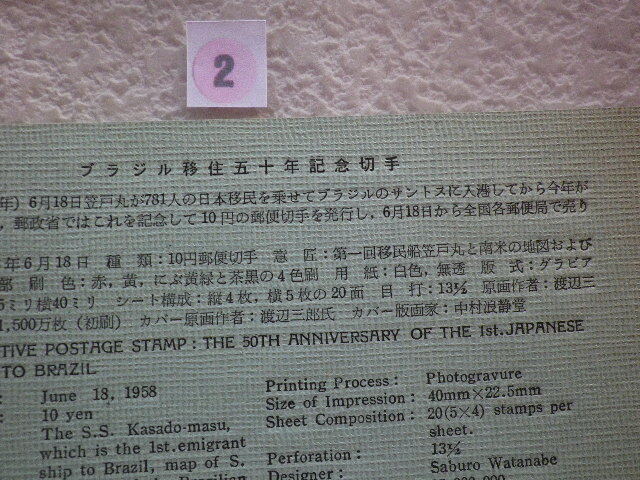 2
ブラジル移住五十年記念切手
年）6月18日笠戸丸が781人の日本移民を乗せてブラジルのサントスに入港してから今年が
，郵政省ではこれを記念して10円の郵便切手を発行し，6月18日から全国各郵便局で売り
年6月18日 種類：10円郵便切手 意匠：第一回移民船笠戸丸と南米の地図および
部 刷色：赤，黄，にぶ黄緑と茶黒の4色刷 用紙：白色，無透 版式：グラビア
5ミリ横40ミリ シート構成：縦4枚，横5枚の20面 目打：13½ 原画作者：渡辺三
1,500万枚（初刷） カバー原画作者：渡辺三郎氏 カバー版画家：中村浪静堂
TIVE POSTAGE STAMP : THE 50TH ANNIVERSARY OF THE 1st. JAPANESE
TO BRAZIL
: June 18, 1958
: 10 yen
The S.S. Kasado-masu,
which is the 1st. emigrant
ship to Brazil, map of S.
Printing Process : Photogravure
Size of Impression : 40mm×22.5mm
Sheet Composition : 20(5×4) stamps per
sheet.
Perforation : 13½
Designer : Saburo Watanabe